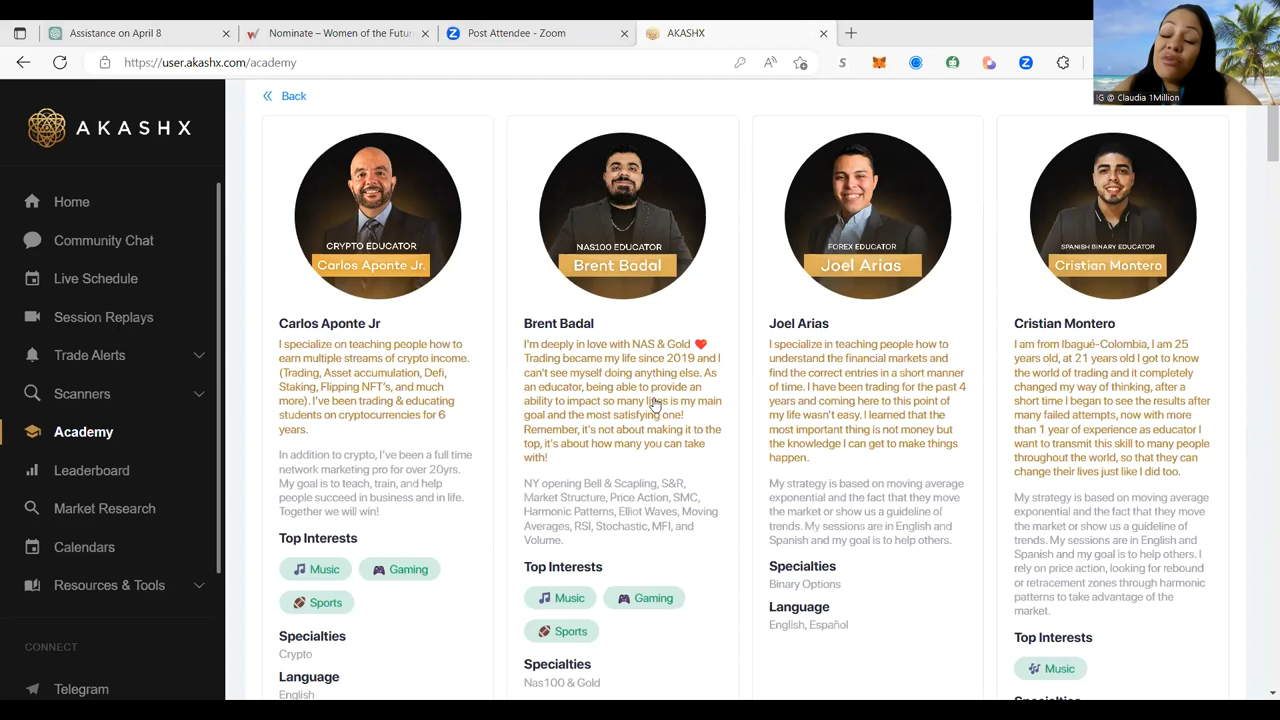 Assistance on April 8
Nominate – Women of the Futur
Post Attendee - Zoom
AKASHX
https://user.akashx.com/academy
IG @ Claudia 1Million
AKASHX
Home
Community Chat
Live Schedule
Session Replays
Trade Alerts
Scanners
Academy
Leaderboard
Market Research
Calendars
Resources & Tools
CONNECT
Telegram
Back
CRYPTO EDUCATOR
Carlos Aponte Jr.
Carlos Aponte Jr
I specialize on teaching people how to
earn multiple streams of crypto income.
(Trading, Asset accumulation, Defi,
Staking, Flipping NFT's, and much
more). I've been trading & educating
students on cryptocurrencies for 6
years.
In addition to crypto, I've been a full time
network marketing pro for over 20yrs.
My goal is to teach, train, and help
people succeed in business and in life.
Together we will win!
Top Interests
Music
Gaming
Sports
Specialties
Crypto
Language
English
NAS100 EDUCATOR
Brent Badal
Brent Badal
I'm deeply in love with NAS & Gold
Trading became my life since 2019 and I
can't see myself doing anything else. As
an educator, being able to provide an
ability to impact so many lives is my main
goal and the most satisfying one!
Remember, it's not about making it to the
top, it's about how many you can take
with!
NY opening Bell & Scapling, S&R,
Market Structure, Price Action, SMC,
Harmonic Patterns, Elliot Waves, Moving
Averages, RSI, Stochastic, MFI, and
Volume.
Top Interests
Music
Gaming
Sports
Specialties
Nas100 & Gold
FOREX EDUCATOR
Joel Arias
Joel Arias
I specialize in teaching people how to
understand the financial markets and
find the correct entries in a short manner
of time. I have been trading for the past 4
years and coming here to this point of
my life wasn't easy. I learned that the
most important thing is not money but
the knowledge I can get to make things
happen.
My strategy is based on moving average
exponential and the fact that they move
the market or show us a guideline of
trends. My sessions are in English and
Spanish and my goal is to help others.
Specialties
Binary Options
Language
English, Español
SPANISH BINARY EDUCATOR
Cristian Montero
Cristian Montero
I am from Ibagué-Colombia, I am 25
years old, at 21 years old I got to know
the world of trading and it completely
changed my way of thinking, after a
short time I began to see the results after
many failed attempts, now with more
than 1 year of experience as educator I
want to transmit this skill to many people
throughout the world, so that they can
change their lives just like I did too.
My strategy is based on moving average
exponential and the fact that they move
the market or show us a guideline of
trends. My sessions are in English and
Spanish and my goal is to help others. I
rely on price action, looking for rebound
or retracement zones through harmonic
patterns to take advantage of the
market.
Top Interests
Music